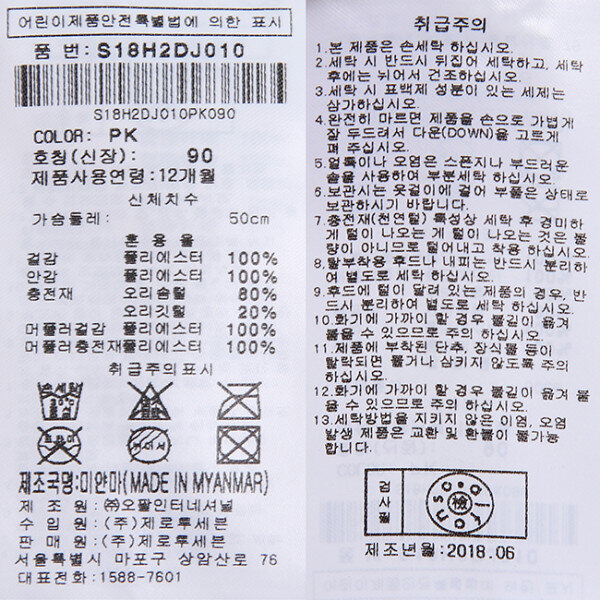 어린이제품안전특별법에 의한 표시
품 번: S18H2DJ010
S18H2DJ010PK090
COLOR: PK
호칭(신장): 90
제품사용연령: 12개월
신체치수
가슴둘레: 50cm
혼 용 율
겉감 폴리에스터 100%
안감 폴리에스터 100%
충전재 오리솜털 80%
오리깃털 20%
머플러겉감 폴리에스터 100%
머플러충전재폴리에스터 100%
취급주의표시
제조국명:미얀마(MADE IN MYANMAR)
제 조 원: ㈜오팔인터네셔널
수 입 원: (주)제로투세븐
판 매 원: (주)제로투세븐
서울특별시 마포구 상암산로 76
대표전화: 1588-7601
취급주의
1.본 제품은 손세탁 하십시오.
2.세탁 시 반드시 뒤집어 세탁하고, 세탁
후에는 뉘어서 건조하십시오.
3.세탁 시 표백제 성분이 있는 세제는
삼가하십시오.
4.완전히 마르면 제품을 손으로 가볍게
잘 두드려서 다운(DOWN)을 고르게
펴 주십시오.
5.얼룩이나 오염은 스폰지나 부드러운
솔을 사용하여 부분세탁 하십시오.
6.보관시는 옷걸이에 걸어 부풀은 상태로
보관하시기 바랍니다.
7.충전재(천연털) 특성상 세탁 후 경미하
게 털이 나오는 게 털이 나오는 것은 불
량이 아니므로 털어내고 착용 하십시오.
8.탈부착용 후드나 내피는 반드시 분리하
여 별도로 세탁 하십시오.
9.후드에 털이 달려 있는 제품의 경우, 반
드시 분리하여 별도로 세탁 하십시오.
10.화기에 가까이 할 경우 불길이 옮겨
붙을 수 있으므로 주의 하십시오.
11.제품에 부착된 단추, 장식물 등이
탈락되면 빨거나 삼키지 않도록 주의
하십시오.
12.화기에 가까이 할 경우 불길이 옮겨 붙
을 수 있으므로 주의 하십시오.
13.세탁방법을 지키지 않은 이염, 오염
발생 제품은 교환 및 환불이 불가능
합니다.
검사필
檢
제조년월:2018.06